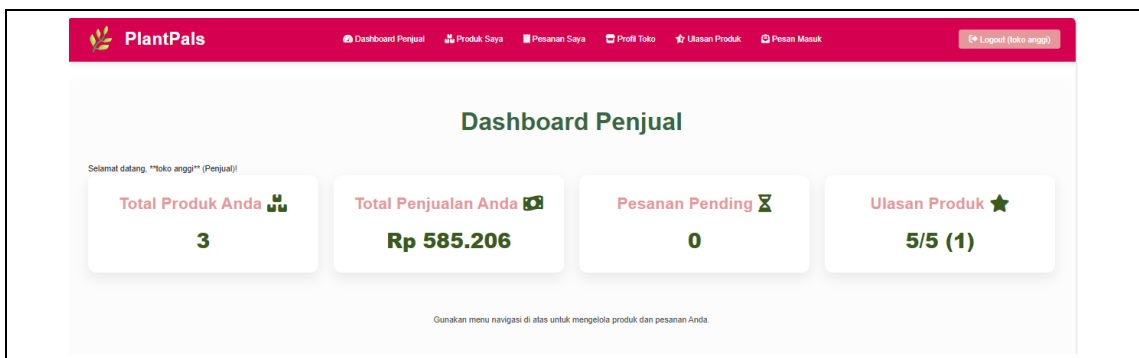 PlantPals
Dashboard Penjual Produk Saya Pesanan Saya Profil Toko Ulasan Produk Pesan Masuk
Logout (toko anggi)
Dashboard Penjual
Selamat datang, **toko anggi** (Penjual)!
Total Produk Anda
3
Total Penjualan Anda
Rp 585.206
Pesanan Pending
0
Ulasan Produk
5/5 (1)
Gunakan menu navigasi di atas untuk mengelola produk dan pesanan Anda.